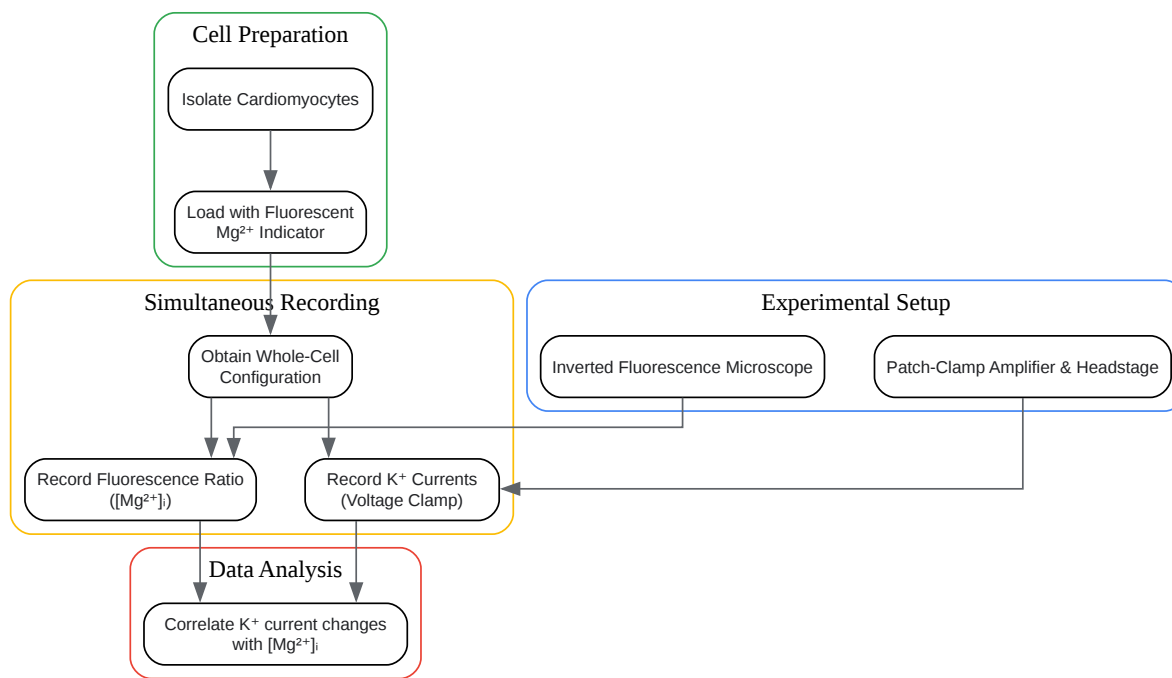 Cell Preparation
Isolate Cardiomyocytes
Load with Fluorescent
Mg²⁺ Indicator
Simultaneous Recording
Experimental Setup
Obtain Whole-Cell
Configuration
Inverted Fluorescence Microscope
Patch-Clamp Amplifier & Headstage
Record Fluorescence Ratio
([Mg²⁺]ᵢ)
Record K⁺ Currents
(Voltage Clamp)
Data Analysis
Correlate K⁺ current changes
with [Mg²⁺]ᵢ